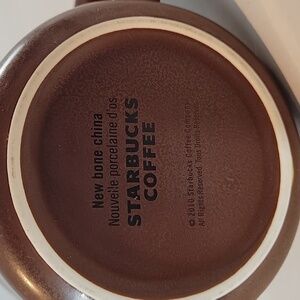 New bone china
Nouvelle porcelaine d'os
STARBUCKS
COFFEE
© 2010 Starbucks Coffee Company
All Rights Reserved.